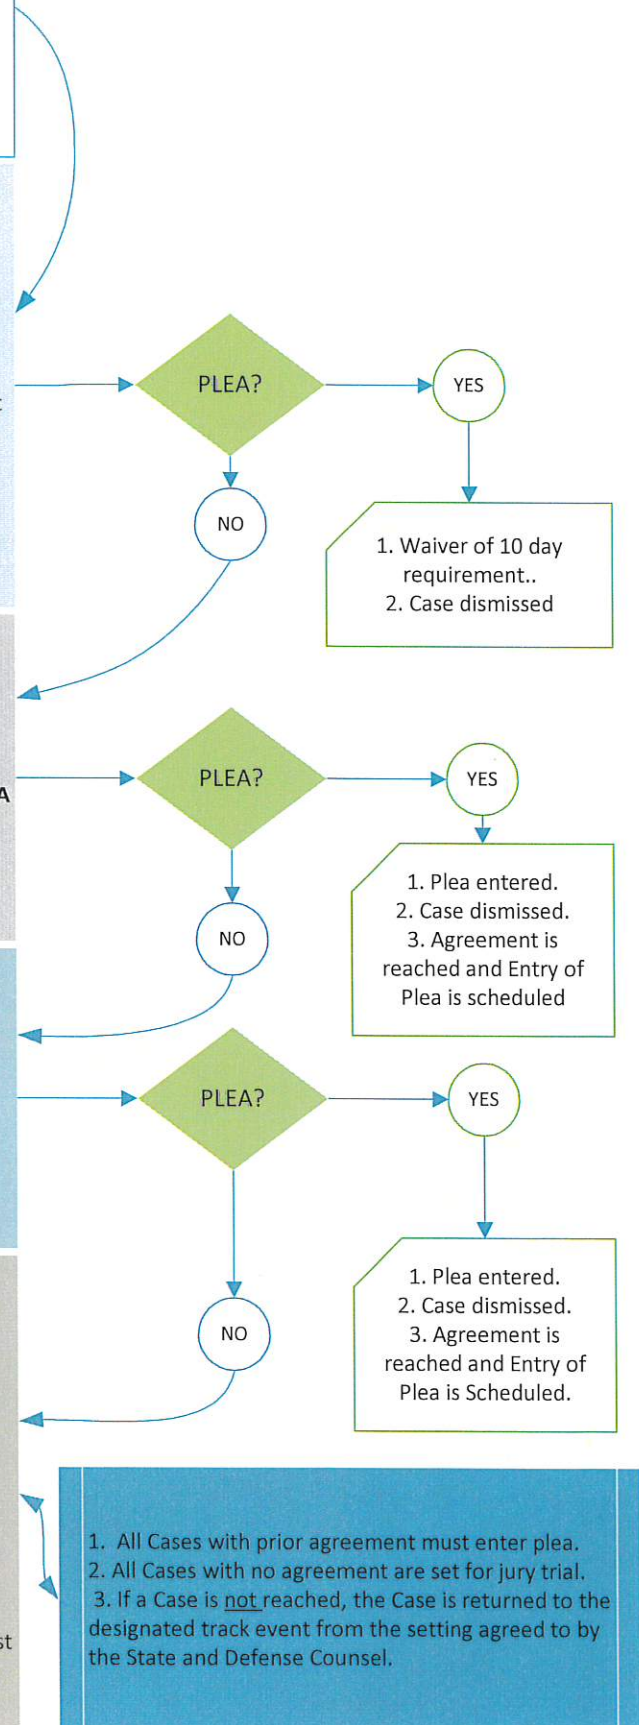 PLEA?
YES
NO
1. Waiver of 10 day
requirement..
2. Case dismissed
PLEA?
YES
A
1. Plea entered.
2. Case dismissed.
3. Agreement is
reached and Entry of
Plea is scheduled
NO
PLEA?
YES
1. Plea entered.
2. Case dismissed.
3. Agreement is
reached and Entry of
Plea is Scheduled.
NO
1. All Cases with prior agreement must enter plea.
2. All Cases with no agreement are set for jury trial.
3. If a Case is not reached, the Case is returned to the
designated track event from the setting agreed to by
the State and Defense Counsel.
st